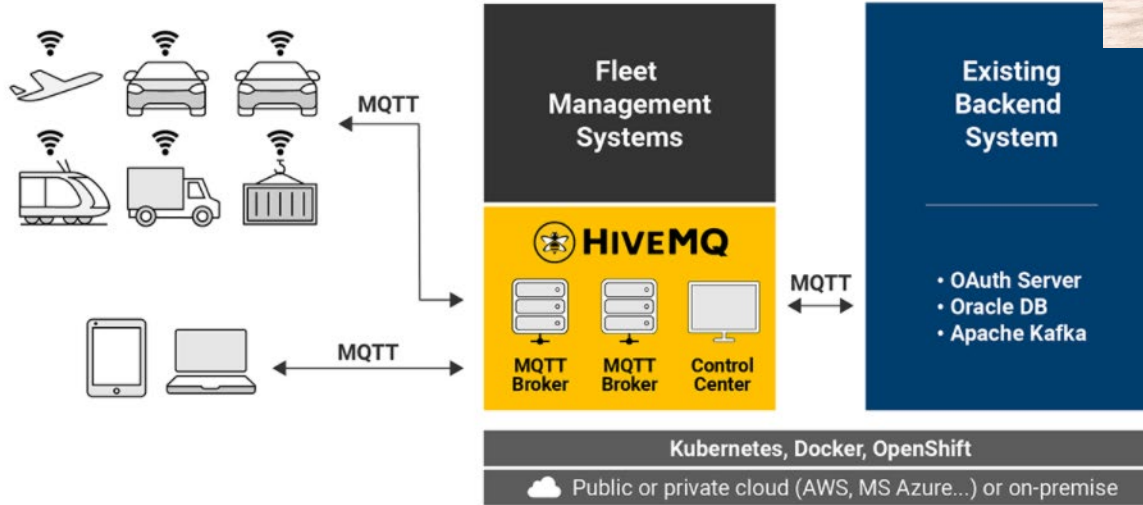 MQTT
MQTT
Fleet
Management
Systems
HIVEMQ
MQTT
Broker
MQTT
Broker
Control
Center
MQTT
Existing
Backend
System
• OAuth Server
• Oracle DB
• Apache Kafka
Kubernetes, Docker, OpenShift
Public or private cloud (AWS, MS Azure...) or on-premise